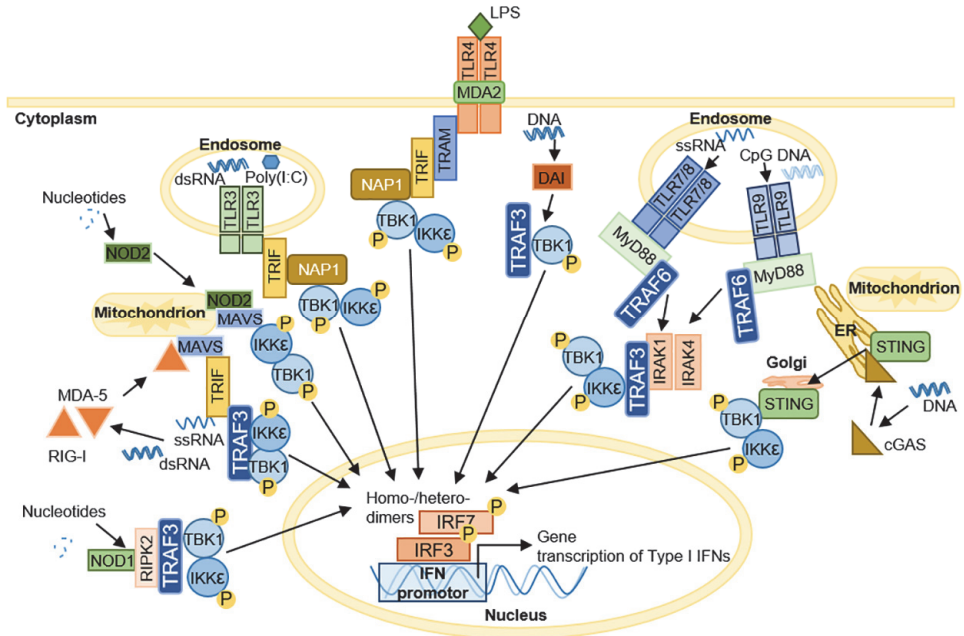 LPS
TLR4
TLR4
MDA2
Cytoplasm
Endosome
dsRNA
Poly(I:C)
TLR3
TLR3
TRIF
NAP1
TBK1
IKKε
P
P
NAP1
TRIF
TRAM
TBK1
IKKε
P
P
DNA
DAI
TRAF3
TBK1
P
Endosome
ssRNA
CpG DNA
TLR7/8
TLR7/8
TLR9
TLR9
MyD88
MyD88
TRAF6
TRAF6
IRAK1
IRAK4
TRAF3
TBK1
IKKε
P
P
Nucleotides
NOD2
NOD2
MAVS
Mitochondrion
MAVS
IKKε
TBK1
P
P
TRIF
TRAF3
IKKε
TBK1
P
P
MDA-5
RIG-I
ssRNA
dsRNA
Mitochondrion
ER
STING
Golgi
STING
TBK1
IKKε
P
P
DNA
cGAS
Nucleotides
NOD1
RIPK2
TRAF3
TBK1
IKKε
P
P
Homo-/hetero-
dimers
IRF7
P
IRF3
P
Gene
transcription of Type I IFNs
IFN
promotor
Nucleus